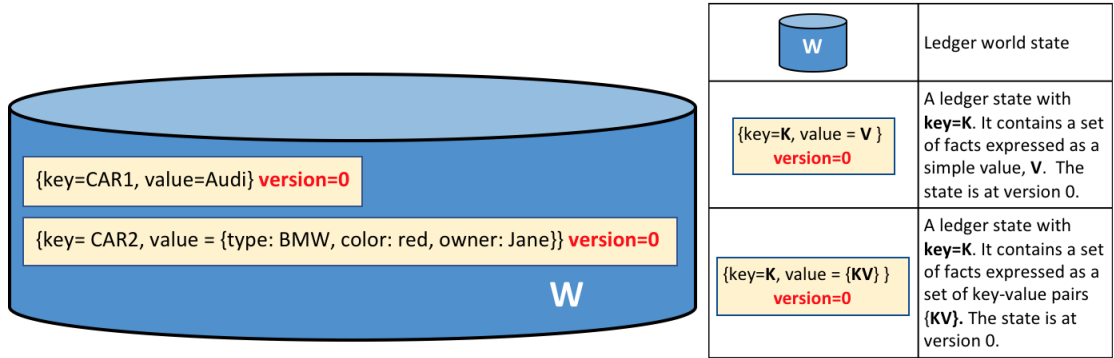 {key=CAR1, value=Audi} version=0
{key= CAR2, value = {type: BMW, color: red, owner: Jane}} version=0
W
W
Ledger world state
{key=K, value = V }
version=0
A ledger state with
key=K. It contains a set
of facts expressed as a
simple value, V.  The
state is at version 0.
{key=K, value = {KV} }
version=0
A ledger state with
key=K. It contains a set
of facts expressed as a
set of key-value pairs
{KV}. The state is at
version 0.